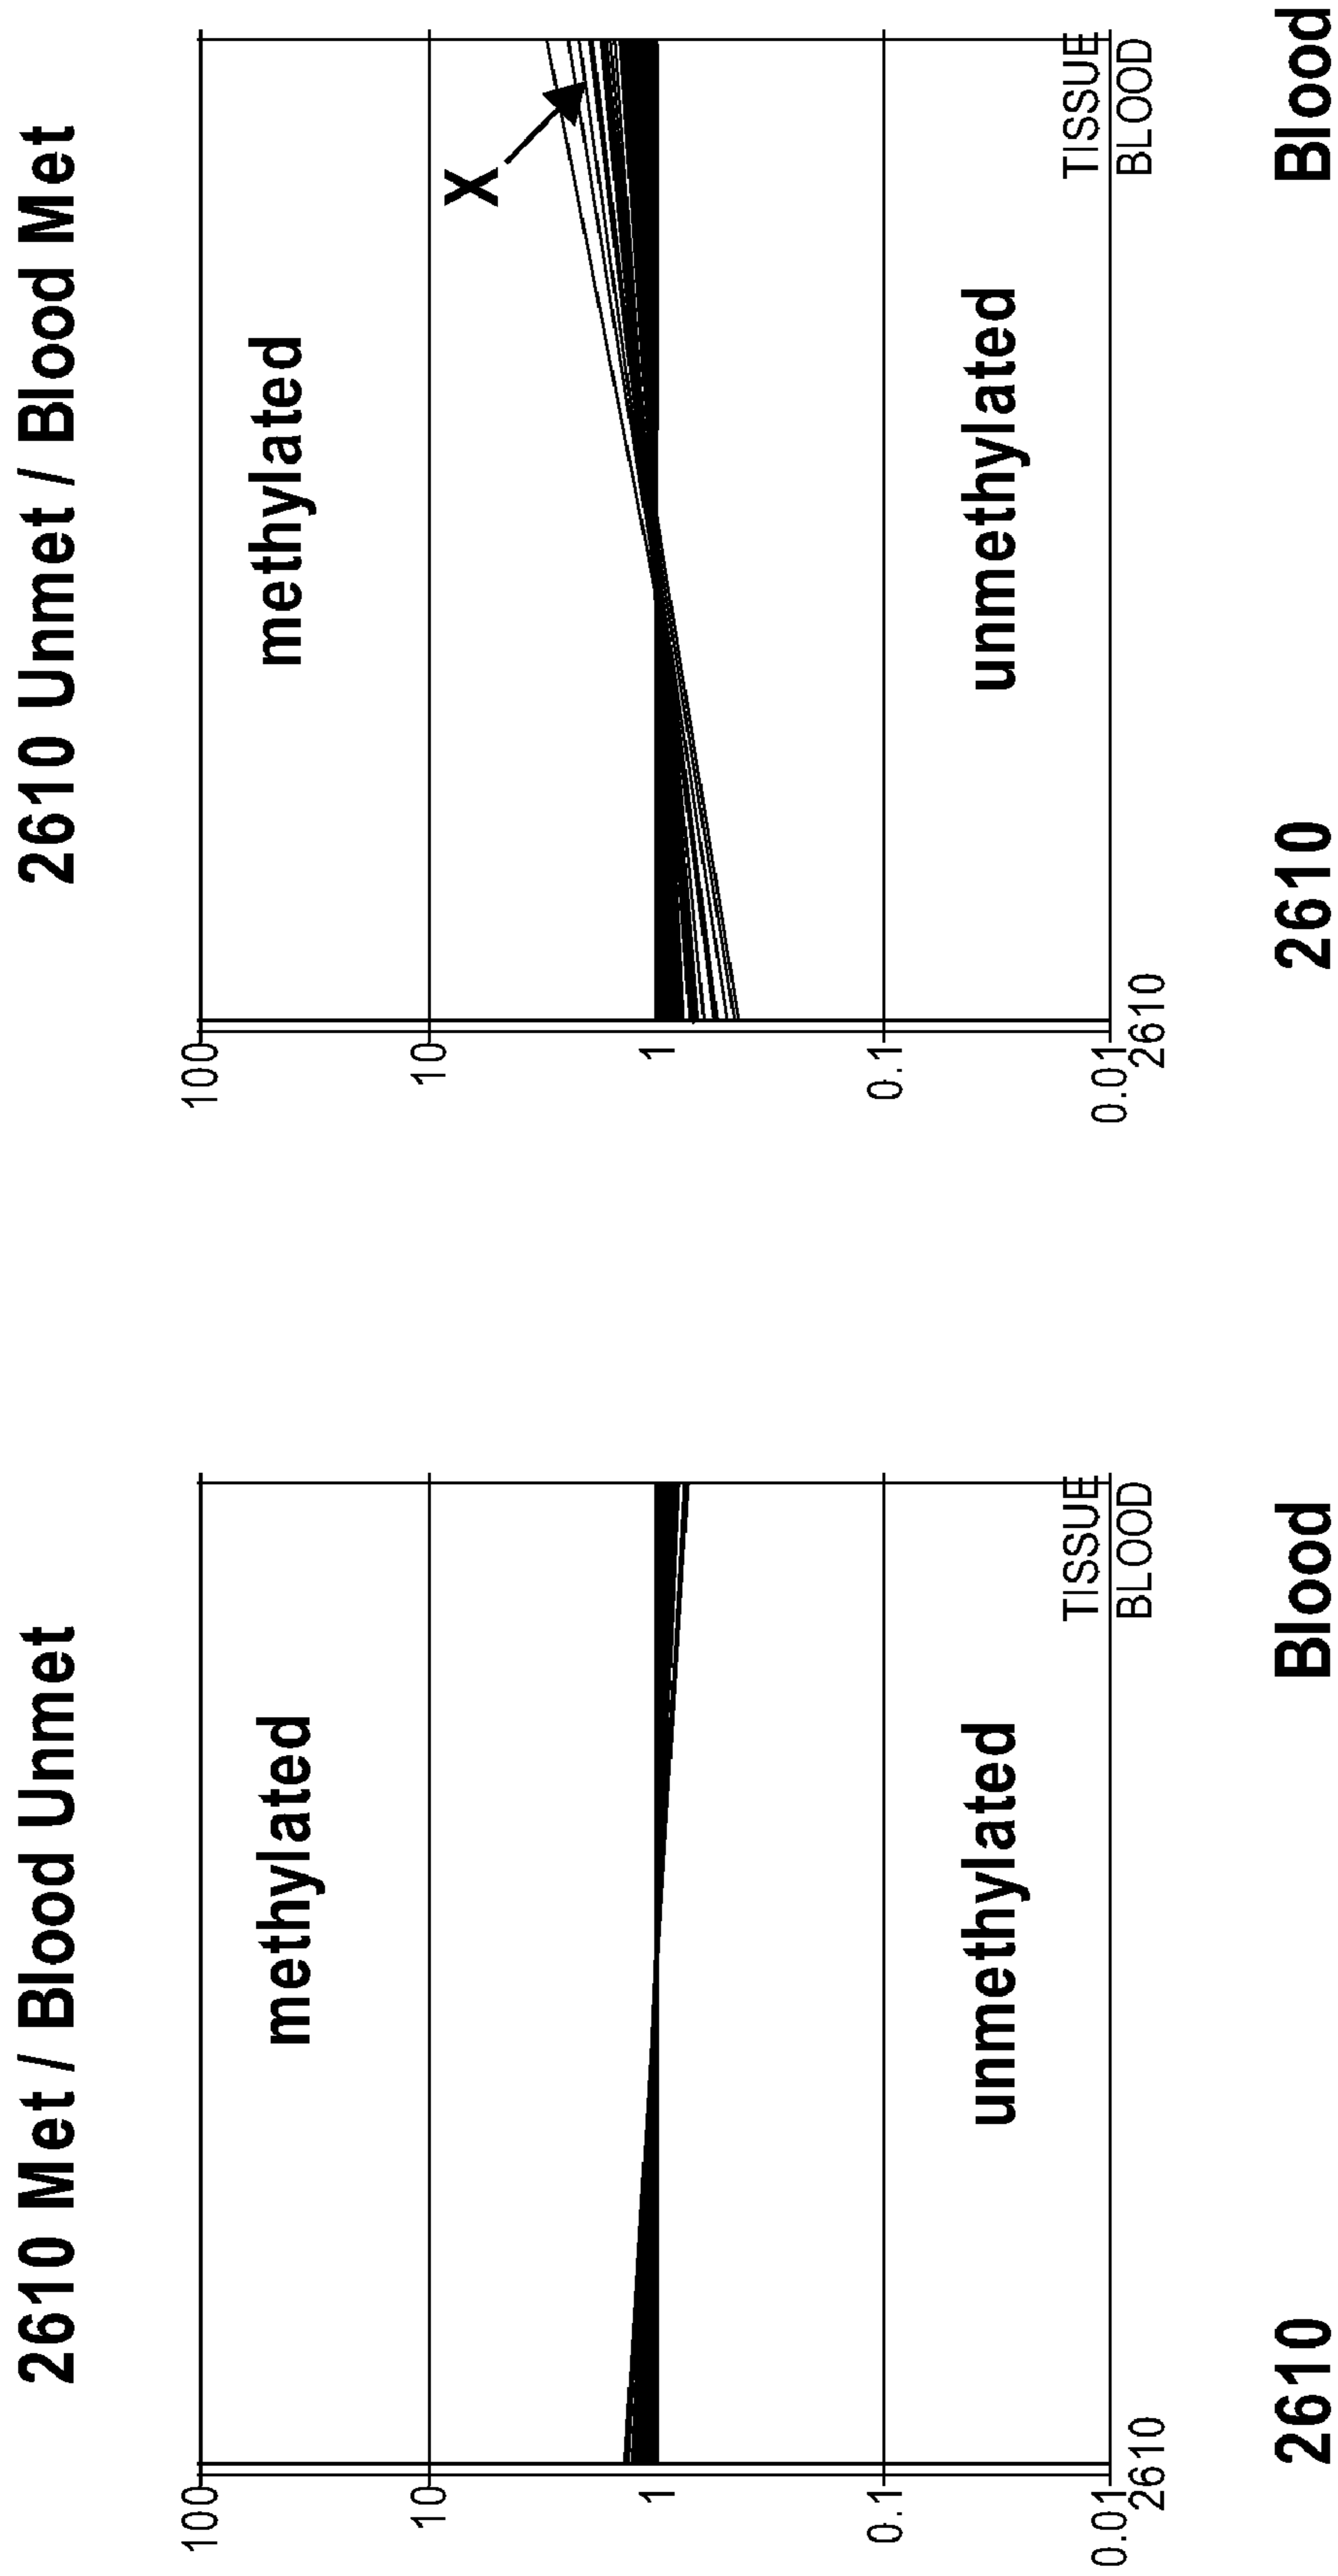 2610 Met / Blood Unmet
100
10
1
0.1
0.01
methylated
unmethylated
TISSUE
2610
BLOOD
2610
Blood
2610 Unmet / Blood Met
100
10
1
0.1
0.01
methylated
X
unmethylated
TISSUE
2610
BLOOD
2610
Blood